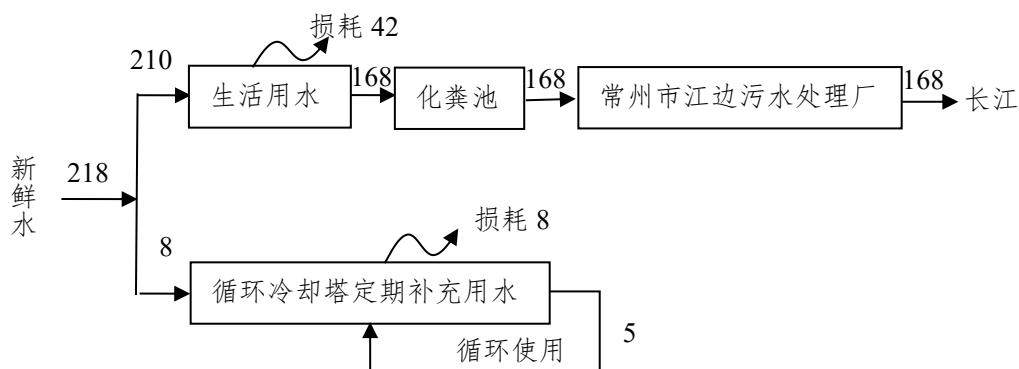 损耗 42
210
生活用水
168
化粪池
168
常州市江边污水处理厂
168
长江
新鲜水
218
损耗 8
8
循环冷却塔定期补充用水
循环使用
5